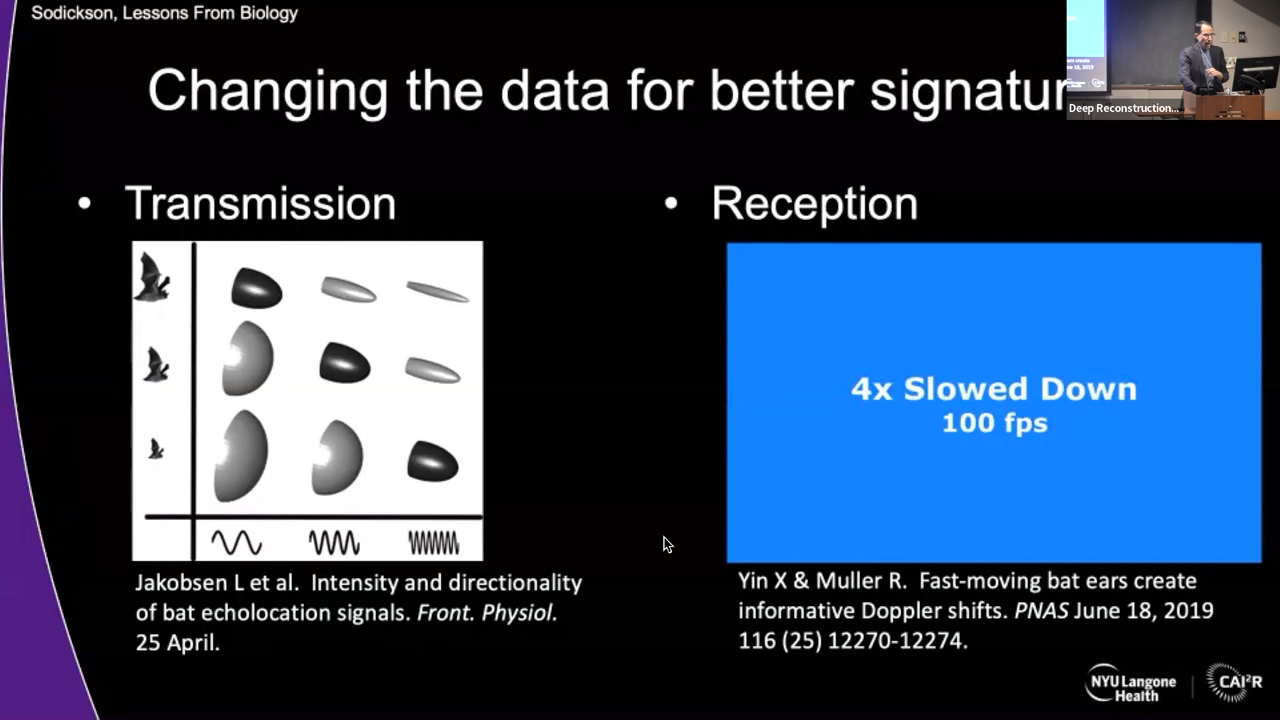 Sodickson, Lessons From Biology
Changing the data for better signatur
Deep Reconstruction...
• Transmission
• Reception
4x Slowed Down
100 fps
Jakobsen L et al. Intensity and directionality
of bat echolocation signals. Front. Physiol.
25 April.
Yin X & Muller R. Fast-moving bat ears create
informative Doppler shifts. PNAS June 18, 2019
116 (25) 12270-12274.
NYU Langone
Health
CAI²R